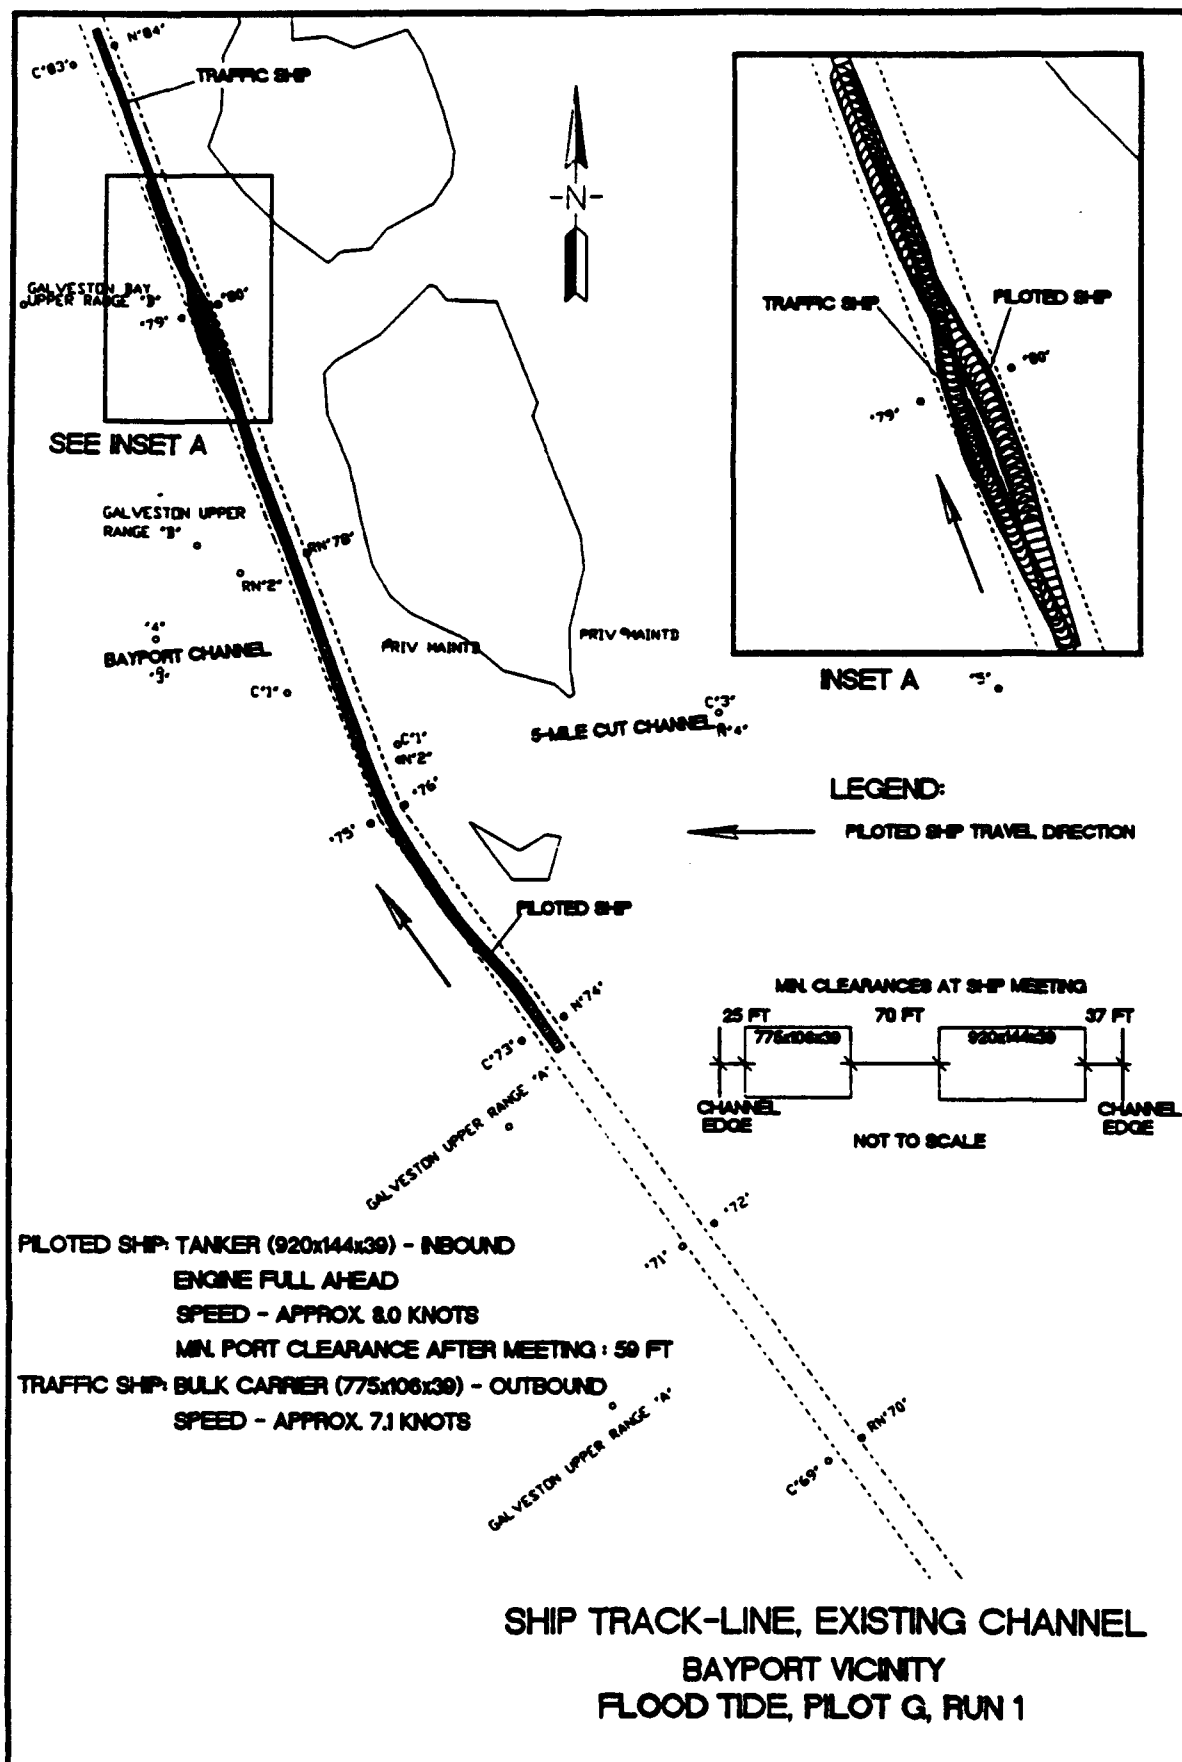 N"84"
C"83"
TRAFFIC SHIP
-N-
GALVESTON BAY
UPPER RANGE "D"
"80"
"79"
SEE INSET A
TRAFFIC SHIP
PILOTED SHIP
"80"
"79"
INSET A
GALVESTON UPPER
RANGE "B"
RN"78"
RN"2"
"4"
BAYPORT CHANNEL
"3"
C"1"
PRIV MAINTD
PRIV MAINTD
"5"
C"3"
5-MILE CUT CHANNEL
R"4"
C"1"
N"2"
"76"
"75"
LEGEND:
PILOTED SHIP TRAVEL DIRECTION
PILOTED SHIP
N"74"
C"73"
GALVESTON UPPER RANGE "A"
MIN. CLEARANCES AT SHIP MEETING
25 FT 70 FT 37 FT
775x106x39 920x144x39
CHANNEL EDGE
CHANNEL EDGE
NOT TO SCALE
"72"
"71"
PILOTED SHIP: TANKER (920x144x39) - INBOUND
ENGINE FULL AHEAD
SPEED - APPROX. 8.0 KNOTS
MIN. PORT CLEARANCE AFTER MEETING : 59 FT
TRAFFIC SHIP: BULK CARRIER (775x106x39) - OUTBOUND
SPEED - APPROX. 7.1 KNOTS
GALVESTON UPPER RANGE "A"
RN"70"
C"69"
SHIP TRACK-LINE, EXISTING CHANNEL
BAYPORT VICINITY
FLOOD TIDE, PILOT G, RUN 1